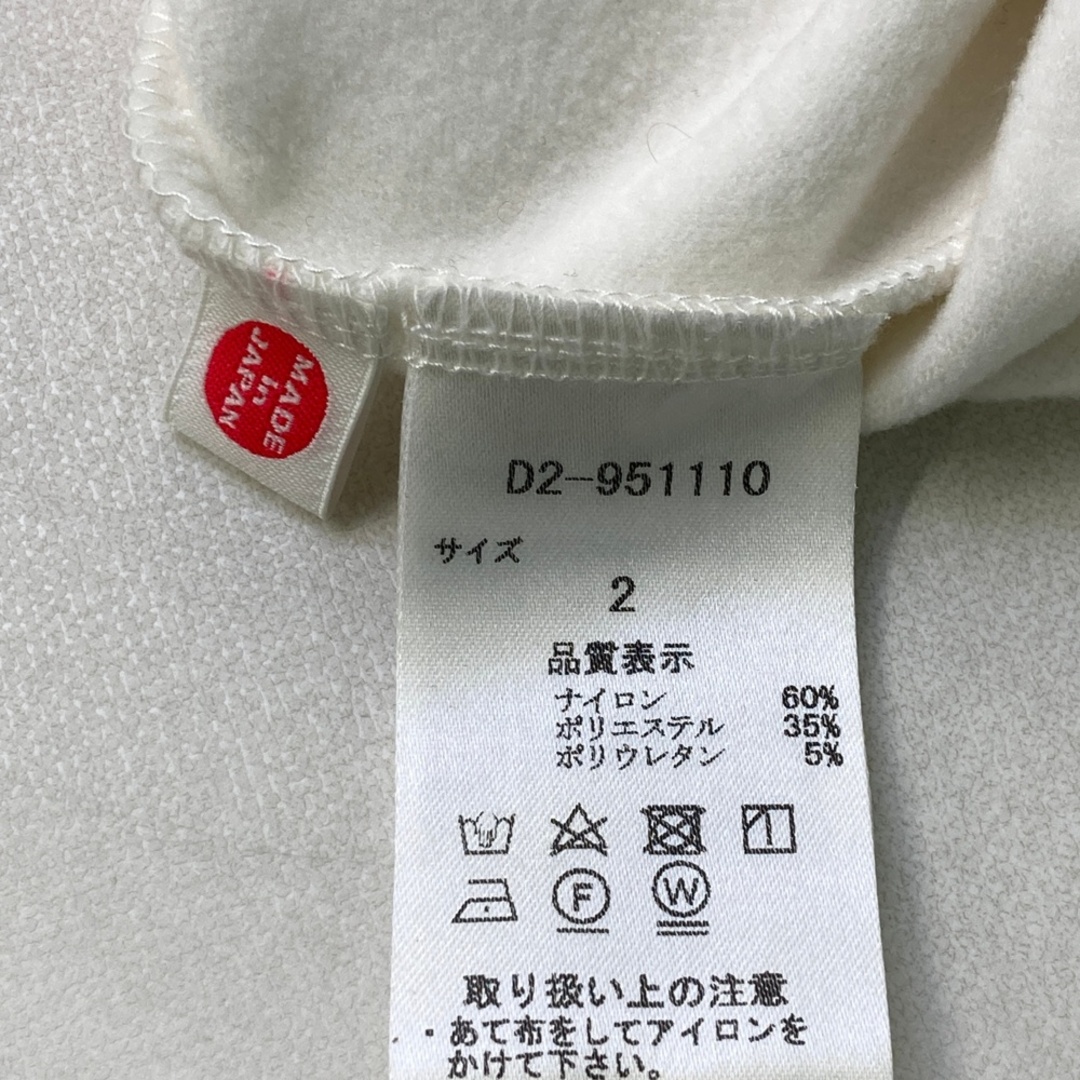 MADE
in
JAPAN
D2-951110
サイズ
2
品質表示
ナイロン 60%
ポリエステル 35%
ポリウレタン 5%
F W
取り扱い上の注意
・あて布をしてアイロンを
かけて下さい。